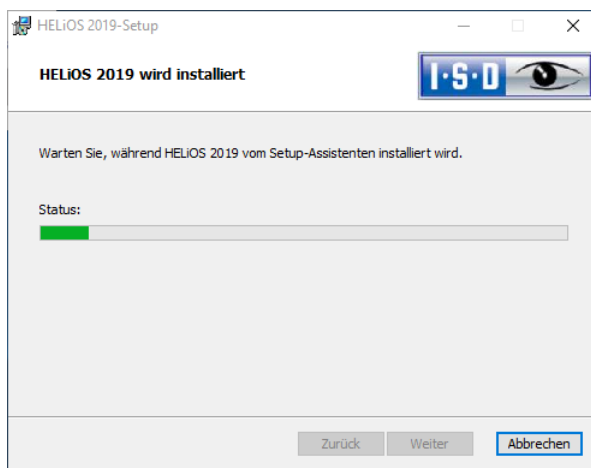 HELiOS 2019-Setup
HELiOS 2019 wird installiert
I·S·D
Warten Sie, während HELiOS 2019 vom Setup-Assistenten installiert wird.
Status:
Zurück
Weiter
Abbrechen